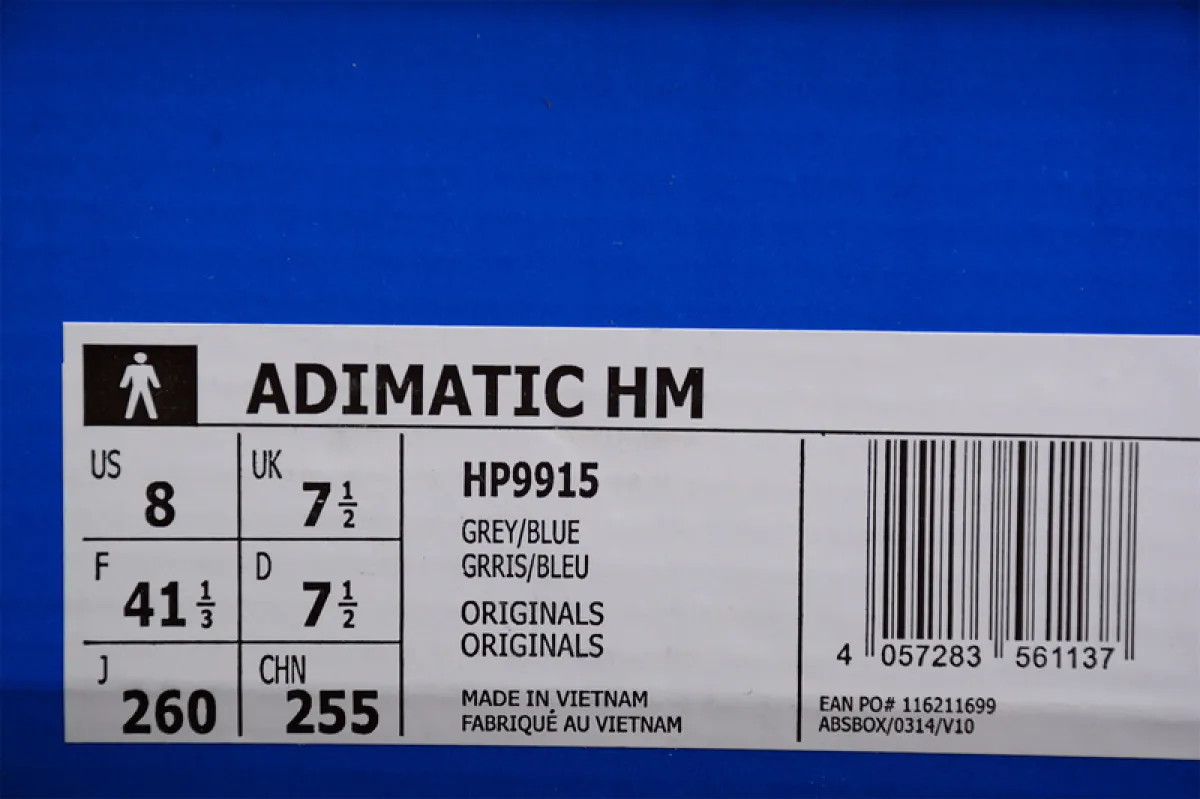 ADIMATIC HM
US 8
UK 7 1/2
F 41 1/3
D 7 1/2
J 260
CHN 255
HP9915
GREY/BLUE
GRRIS/BLEU
ORIGINALS
ORIGINALS
MADE IN VIETNAM
FABRIQUÉ AU VIETNAM
4 057283 561137
EAN PO# 116211699
ABSBOX/0314/V10